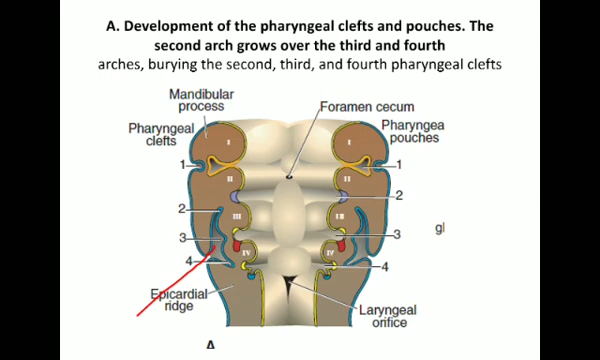 A. Development of the pharyngeal clefts and pouches. The
second arch grows over the third and fourth
arches, burying the second, third, and fourth pharyngeal clefts
Mandibular
process
Foramen cecum
Pharyngeal
clefts
Pharyngea
pouches
I
I
1
1
II
II
2
2
III
III
3
3
gl
IV
IV
4
4
Epicardial
ridge
Laryngeal
orifice
A